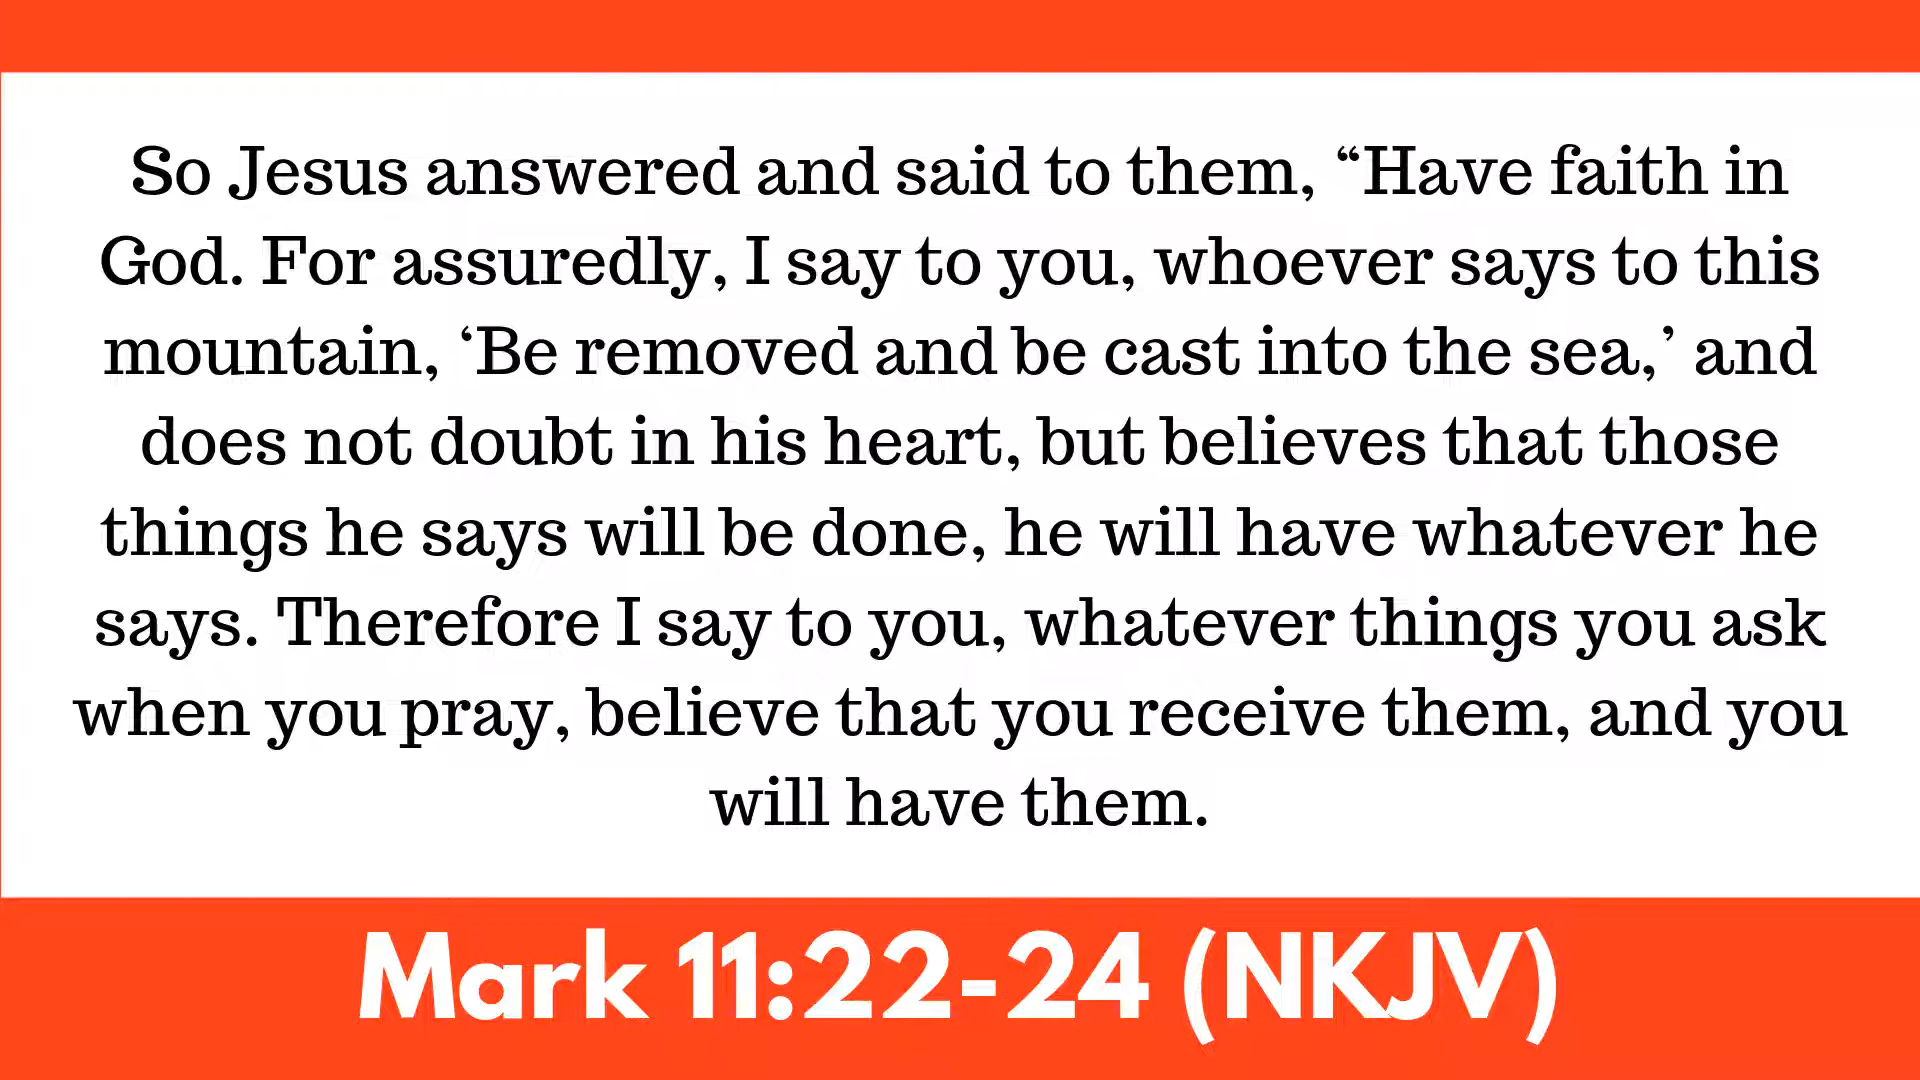 So Jesus answered and said to them, “Have faith in
God. For assuredly, I say to you, whoever says to this
mountain, ‘Be removed and be cast into the sea,’ and
does not doubt in his heart, but believes that those
things he says will be done, he will have whatever he
says. Therefore I say to you, whatever things you ask
when you pray, believe that you receive them, and you
will have them.
Mark 11:22-24 (NKJV)